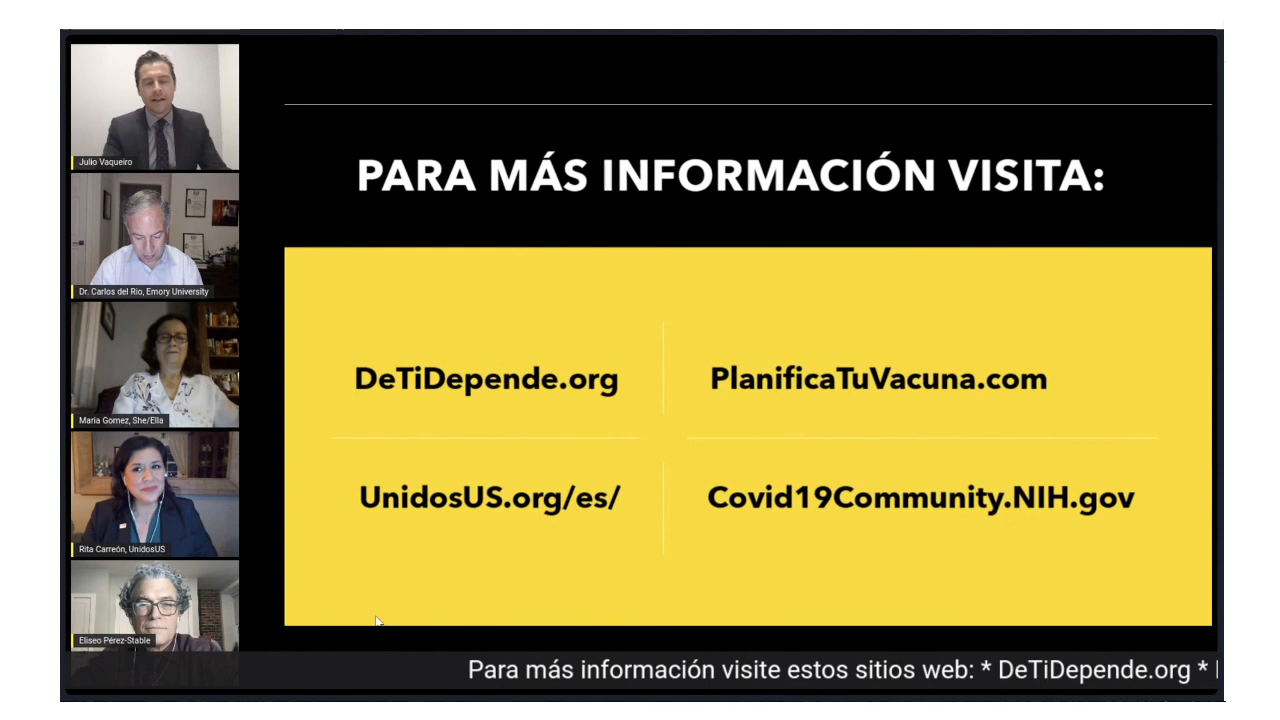 Julio Vaqueiro
Dr. Carlos del Rio, Emory University
Maria Gomez, She/Ella
Rita Carreón, UnidosUS
Eliseo Pérez-Stable
PARA MÁS INFORMACIÓN VISITA:
DeTiDepende.org
PlanificaTuVacuna.com
UnidosUS.org/es/
Covid19Community.NIH.gov
Para más información visite estos sitios web: * DeTiDepende.org *